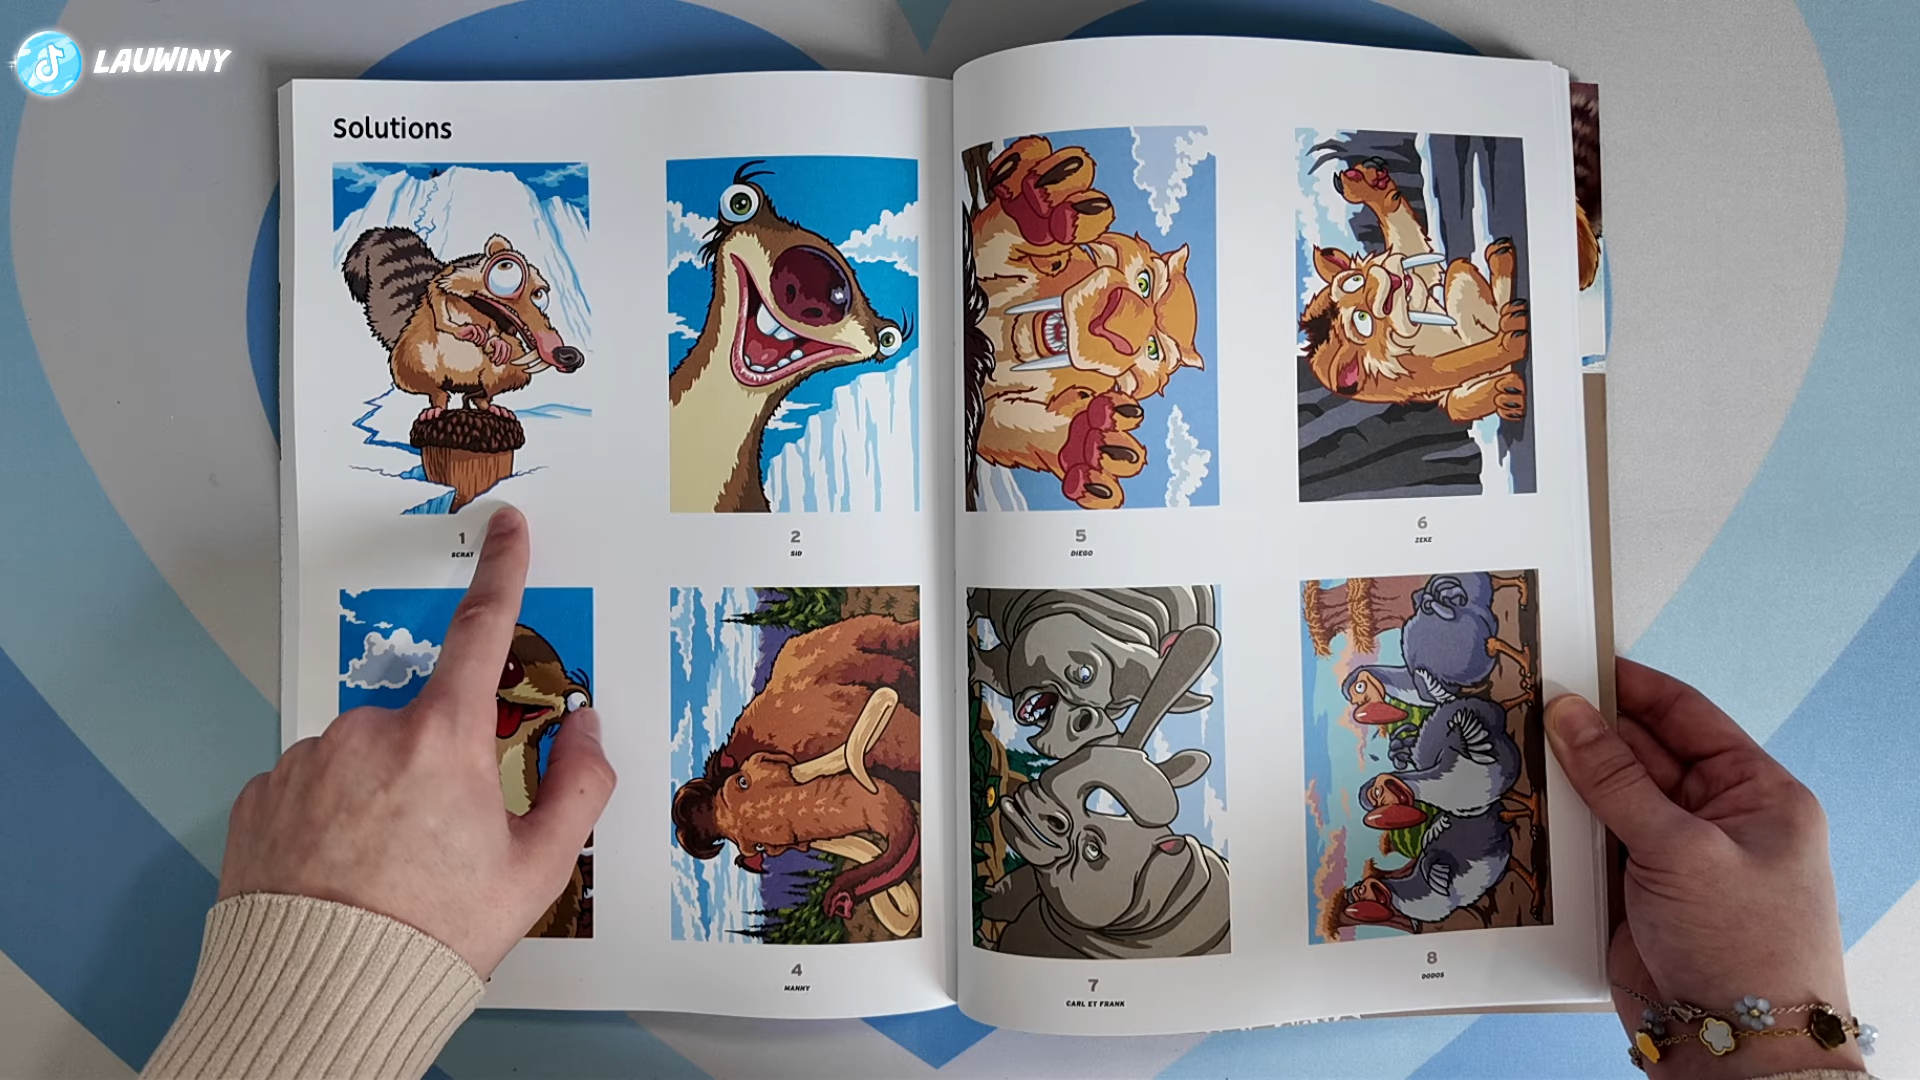 LAUWINY
Solutions
1
SCRAT
2
SID
5
DIEGO
6
ZEKE
4
MANNY
7
CARL ET FRANK
8
DODOS